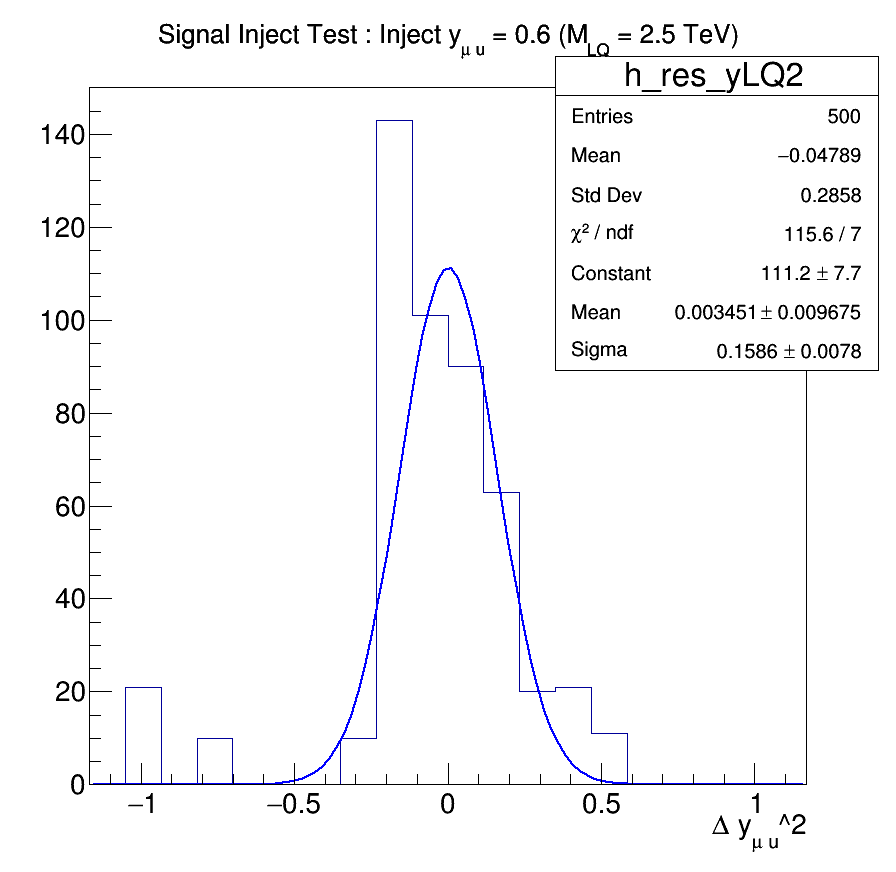 Signal Inject Test : Inject y_μ u = 0.6 (M_LQ = 2.5 TeV)
h_res_yLQ2
Entries 500
Mean −0.04789
Std Dev 0.2858
χ² / ndf 115.6 / 7
Constant 111.2 ± 7.7
Mean 0.003451 ± 0.009675
Sigma 0.1586 ± 0.0078
140
120
100
80
60
40
20
0
−1 −0.5 0 0.5 1
Δ y_μ u^2